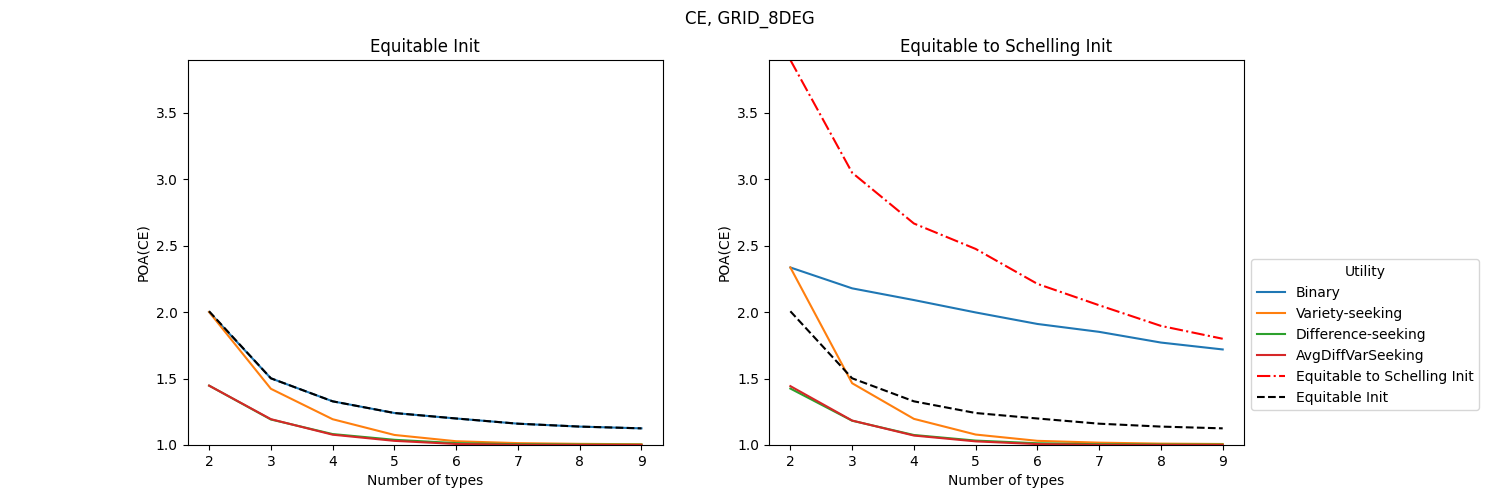 CE, GRID_8DEG
Equitable Init
POA(CE)
3.5
3.0
2.5
2.0
1.5
1.0
2 3 4 5 6 7 8 9
Number of types
Equitable to Schelling Init
POA(CE)
3.5
3.0
2.5
2.0
1.5
1.0
2 3 4 5 6 7 8 9
Number of types
Utility
Binary
Variety-seeking
Difference-seeking
AvgDiffVarSeeking
Equitable to Schelling Init
Equitable Init